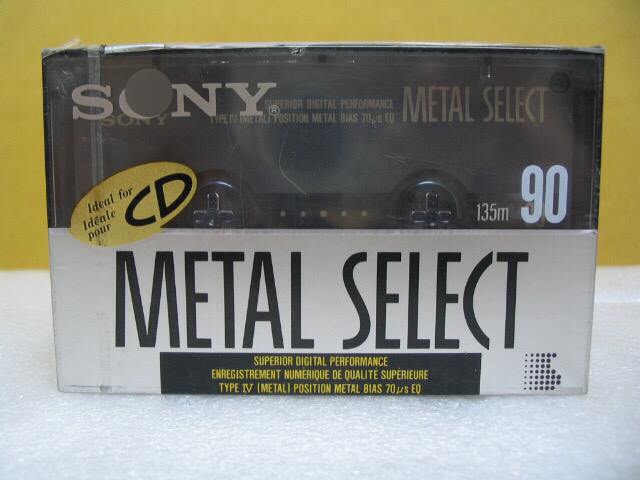 SONY®
SONY
SUPERIOR DIGITAL PERFORMANCE
TYPE IV (METAL) POSITION METAL BIAS 70μs EQ
METAL SELECT
Ideal for
Idéale
pour
CD
135m 90
METAL SELECT
SUPERIOR DIGITAL PERFORMANCE
ENREGISTREMENT NUMÉRIQUE DE QUALITÉ SUPÉRIEURE
TYPE IV (METAL) POSITION METAL BIAS 70μs EQ